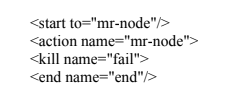 <start to="mr-node"/>
<action name="mr-node">
<kill name="fail">
<end name="end"/>